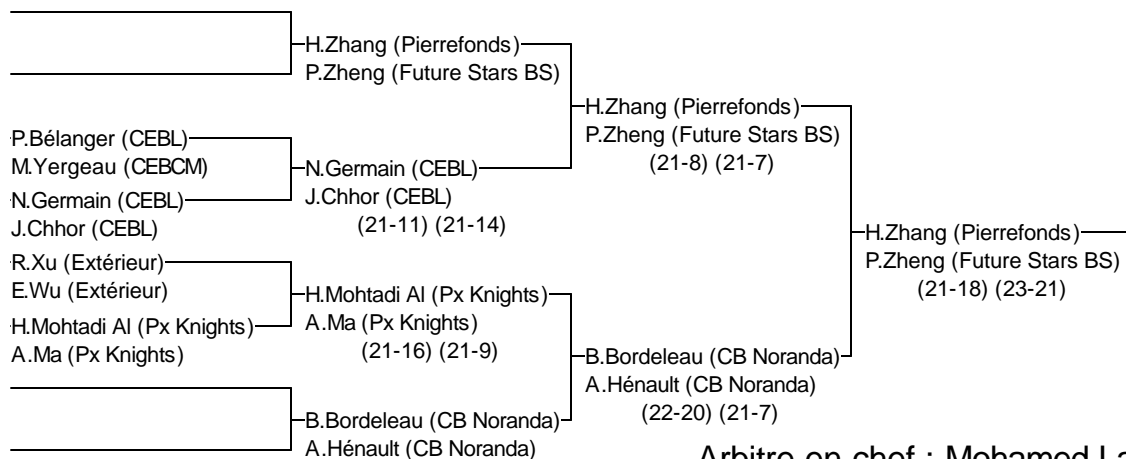 H.Zhang (Pierrefonds)
P.Zheng (Future Stars BS)
H.Zhang (Pierrefonds)
P.Zheng (Future Stars BS)
(21-8) (21-7)
P.Bélanger (CEBL)
M.Yergeau (CEBCM)
N.Germain (CEBL)
J.Chhor (CEBL)
(21-11) (21-14)
N.Germain (CEBL)
J.Chhor (CEBL)
H.Zhang (Pierrefonds)
P.Zheng (Future Stars BS)
(21-18) (23-21)
R.Xu (Extérieur)
E.Wu (Extérieur)
H.Mohtadi Al (Px Knights)
A.Ma (Px Knights)
(21-16) (21-9)
H.Mohtadi Al (Px Knights)
A.Ma (Px Knights)
B.Bordeleau (CB Noranda)
A.Hénault (CB Noranda)
(22-20) (21-7)
B.Bordeleau (CB Noranda)
A.Hénault (CB Noranda)
Arbitre en chef : Mohamed